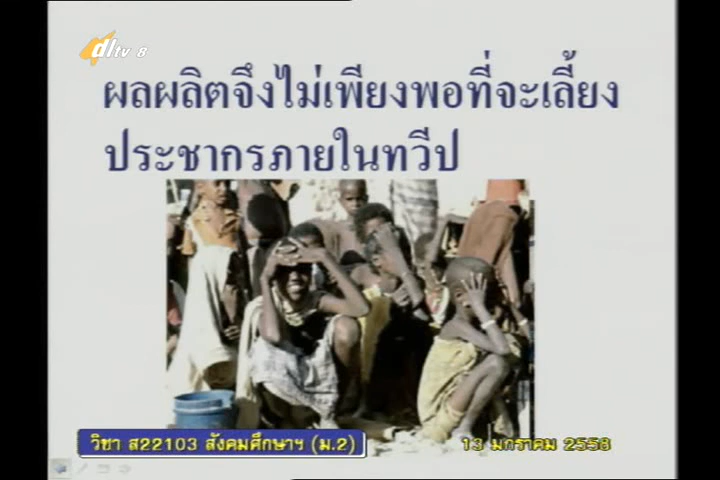 dltv 8
ผลผลิตจึงไม่เพียงพอที่จะเลี้ยง
ประชากรภายในทวีป
วิชา ส22103 สังคมศึกษาฯ (ม.2)
13 มกราคม 2558